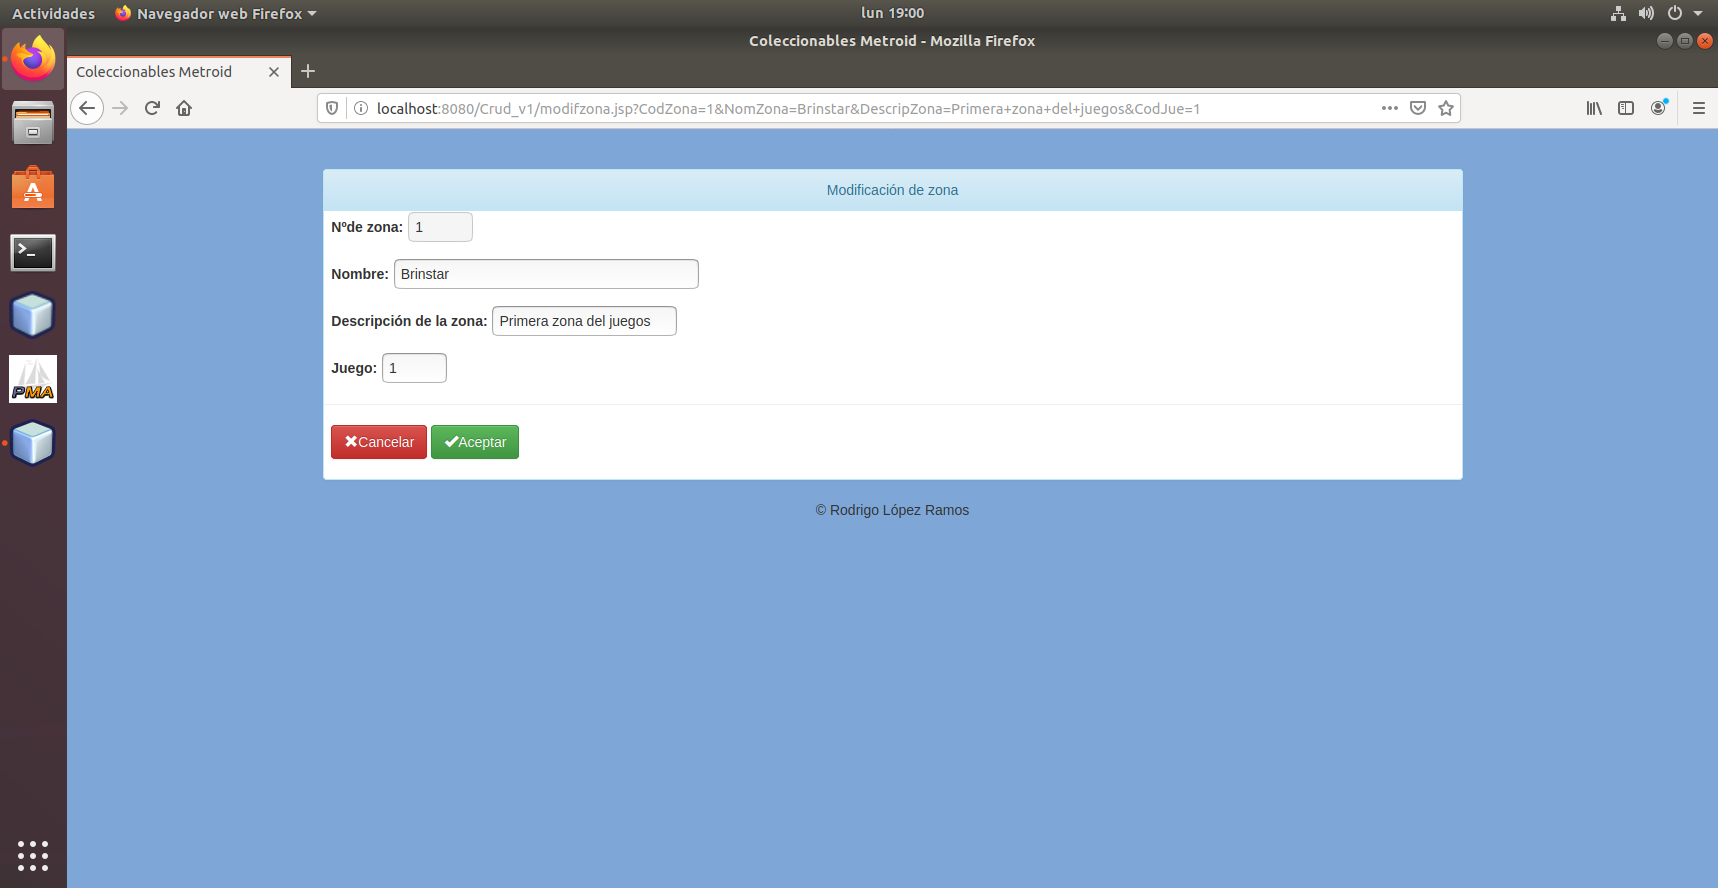 Actividades Navegador web Firefox lun 19:00
Coleccionables Metroid - Mozilla Firefox
Coleccionables Metroid
localhost:8080/Crud_v1/modifzona.jsp?CodZona=1&NomZona=Brinstar&DescripZona=Primera+zona+del+juegos&CodJue=1
Modificación de zona
Nºde zona: 1
Nombre: Brinstar
Descripción de la zona: Primera zona del juegos
Juego: 1
Cancelar Aceptar
© Rodrigo López Ramos
PMA